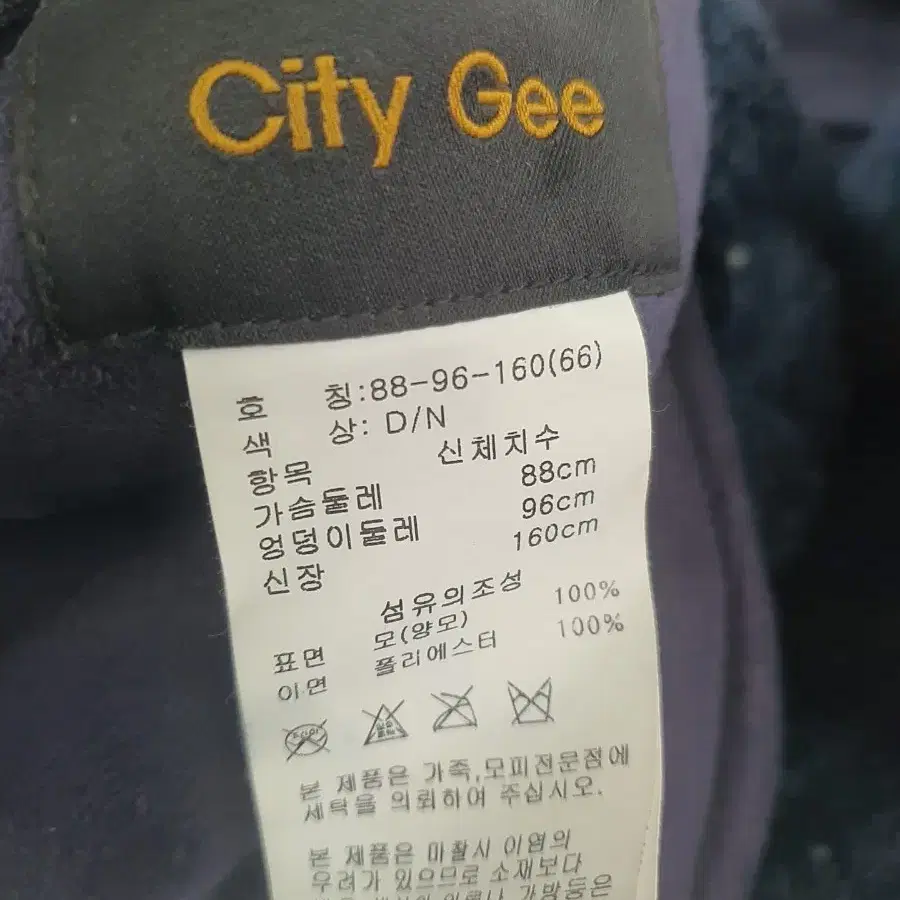 City Gee
호 칭:88-96-160(66)
색 상: D/N
항목 신체치수
가슴둘레 88cm
엉덩이둘레 96cm
신장 160cm
섬유의조성
표면 모(양모) 100%
이면 폴리에스터 100%
본 제품은 가죽,모피전문점에
세탁을 의뢰하여 주십시오.
본 제품은 마찰시 이염의
우려가 있으므로 소재보다
가방등은